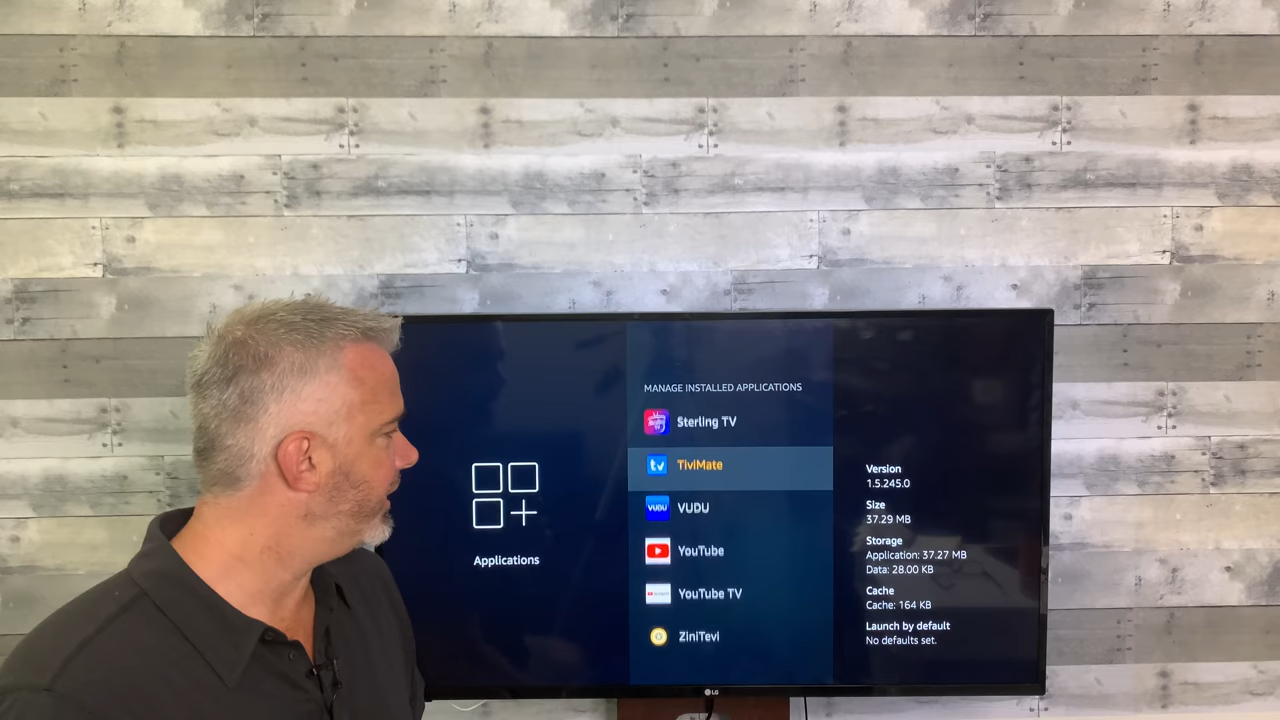 MANAGE INSTALLED APPLICATIONS
Sterling TV
TiviMate
VUDU
VUDU
YouTube
YouTube TV
ZiniTevi
Applications
Version
1.5.245.0
Size
37.29 MB
Storage
Application: 37.27 MB
Data: 28.00 KB
Cache
Cache: 164 KB
Launch by default
No defaults set.
LG